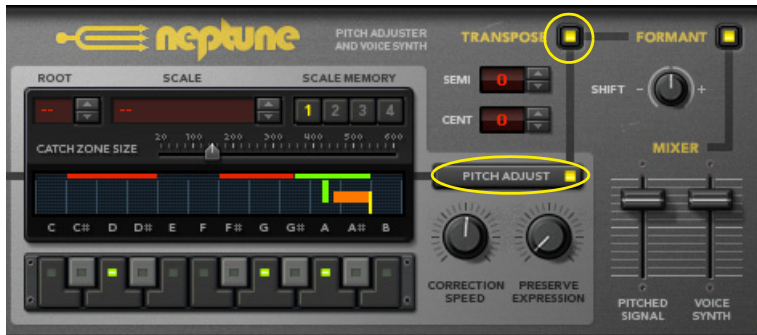 neptune
PITCH ADJUSTER
AND VOICE SYNTH
TRANSPOSE
FORMANT
ROOT
SCALE
SCALE MEMORY
-- --
1 2 3 4
SEMI 0
CENT 0
SHIFT - +
CATCH ZONE SIZE
20 100 200 300 400 500 600
MIXER
PITCH ADJUST
C C# D D# E F F# G G# A A# B
CORRECTION
SPEED
PRESERVE
EXPRESSION
PITCHED
SIGNAL
VOICE
SYNTH